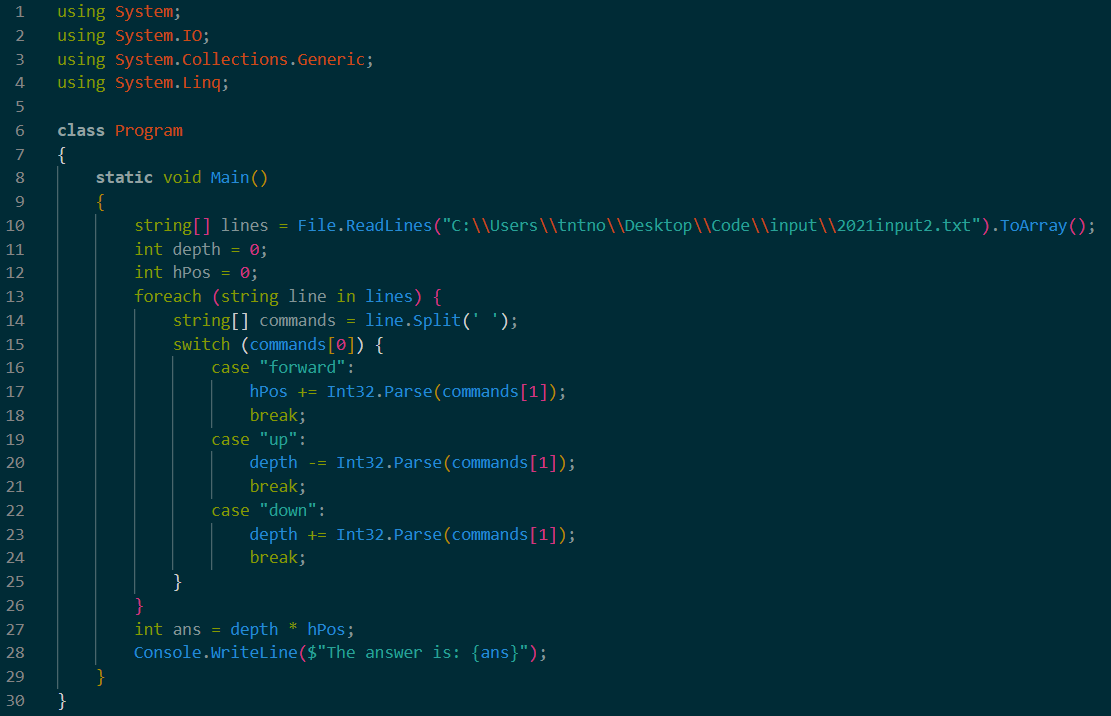 1 using System;
2 using System.IO;
3 using System.Collections.Generic;
4 using System.Linq;
5
6 class Program
7 {
8     static void Main()
9     {
10         string[] lines = File.ReadLines("C:\\Users\\tntno\\Desktop\\Code\\input\\2021input2.txt").ToArray();
11         int depth = 0;
12         int hPos = 0;
13         foreach (string line in lines) {
14             string[] commands = line.Split(' ');
15             switch (commands[0]) {
16                 case "forward":
17                     hPos += Int32.Parse(commands[1]);
18                     break;
19                 case "up":
20                     depth -= Int32.Parse(commands[1]);
21                     break;
22                 case "down":
23                     depth += Int32.Parse(commands[1]);
24                     break;
25             }
26         }
27         int ans = depth * hPos;
28         Console.WriteLine($"The answer is: {ans}");
29     }
30 }